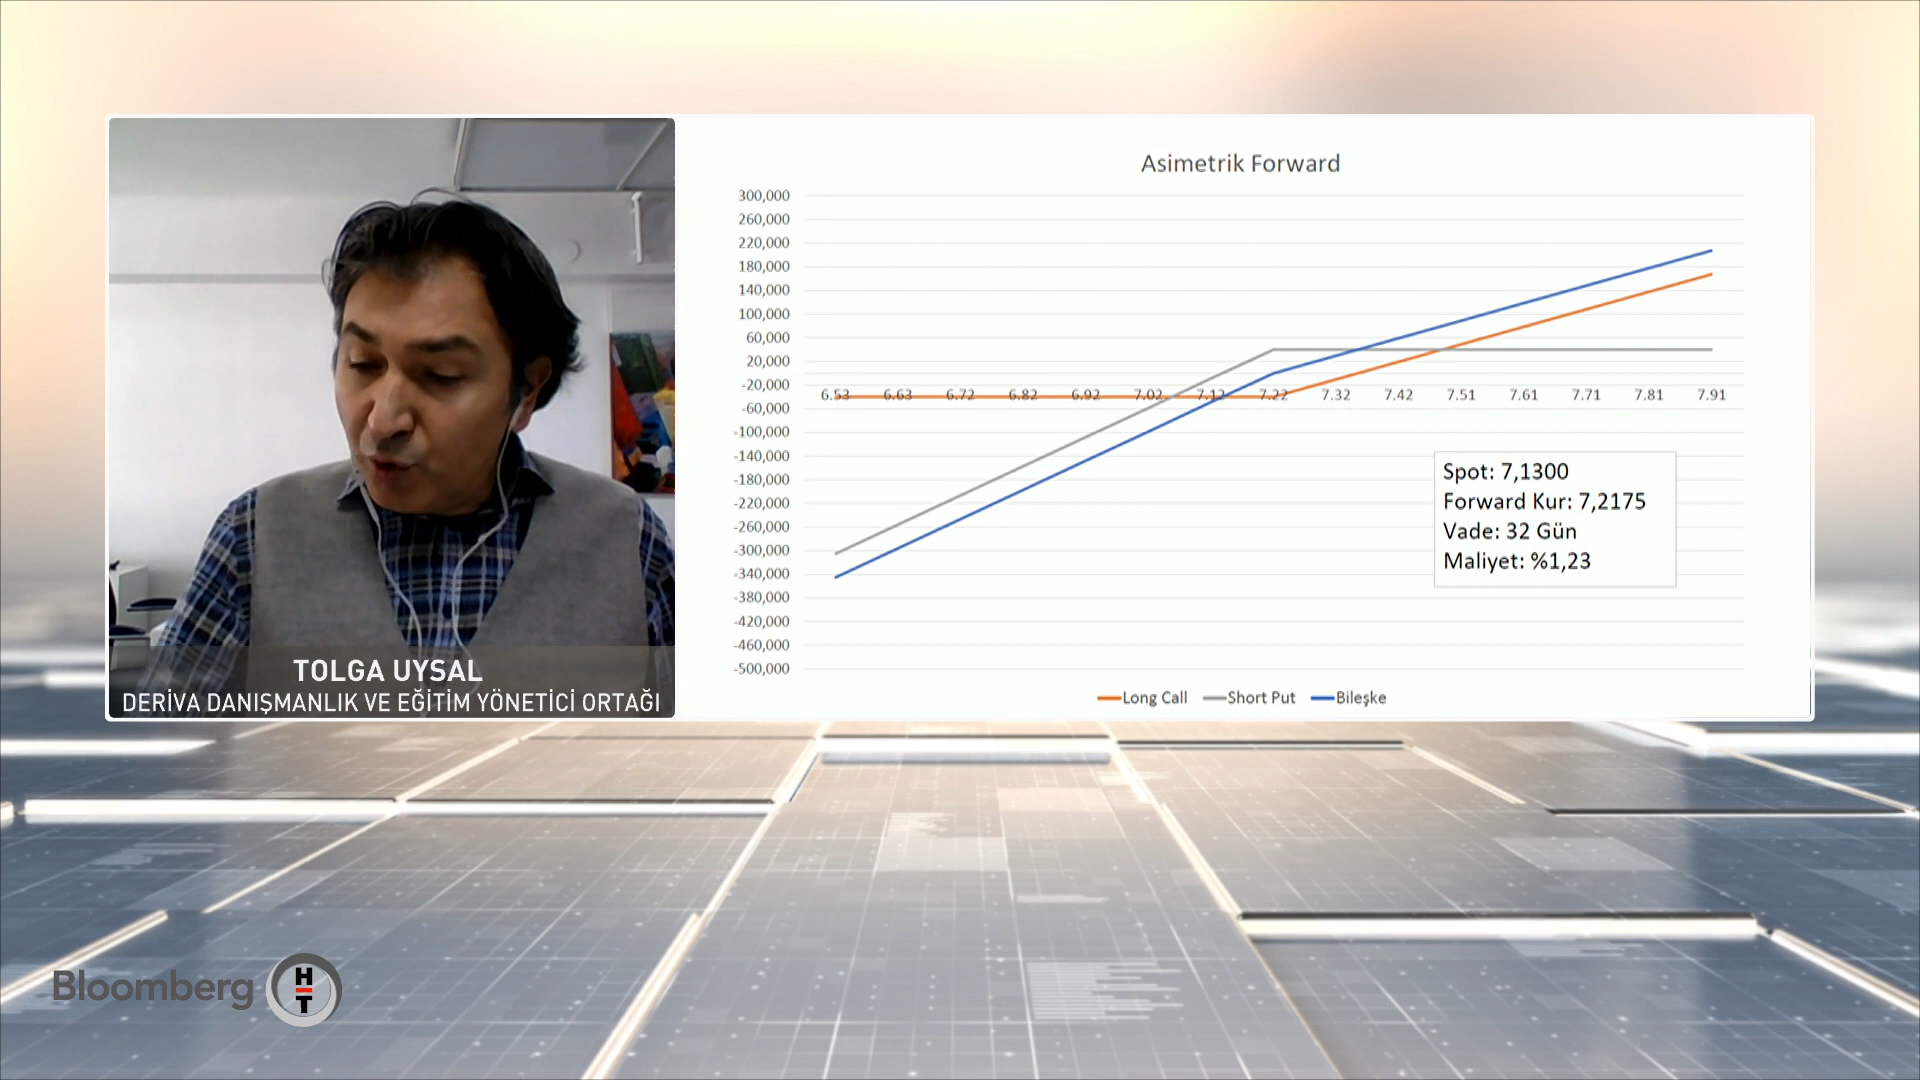 Asimetrik Forward
300,000
260,000
220,000
180,000
140,000
100,000
60,000
20,000
-20,000
-60,000
-100,000
-140,000
-180,000
-220,000
-260,000
-300,000
-340,000
-380,000
-420,000
-460,000
-500,000
6.53 6.63 6.72 6.82 6.92 7.02 7.12 7.22 7.32 7.42 7.51 7.61 7.71 7.81 7.91
Spot: 7,1300
Forward Kur: 7,2175
Vade: 32 Gün
Maliyet: %1,23
Long Call Short Put Bileşke
TOLGA UYSAL
DERİVA DANIŞMANLIK VE EĞİTİM YÖNETİCİ ORTAĞI
Bloomberg HT